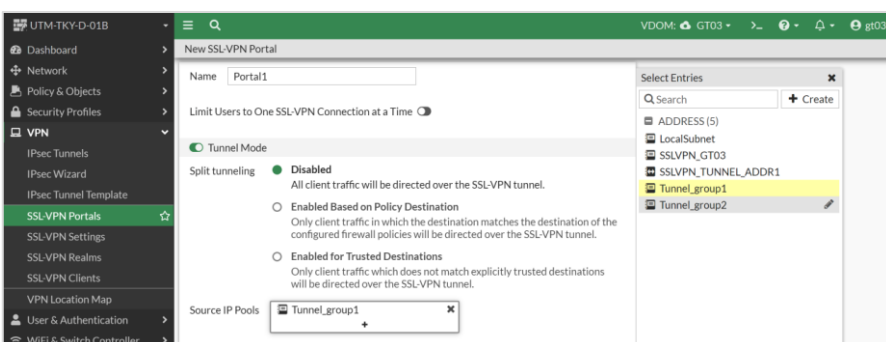 UTM-TKY-D-01B
VDOM: GT03
>_
gt03
Dashboard
Network
Policy & Objects
Security Profiles
VPN
IPsec Tunnels
IPsec Wizard
IPsec Tunnel Template
SSL-VPN Portals
SSL-VPN Settings
SSL-VPN Realms
SSL-VPN Clients
VPN Location Map
User & Authentication
WiFi & Switch Controller
New SSL-VPN Portal
Name Portal1
Limit Users to One SSL-VPN Connection at a Time
Tunnel Mode
Split tunneling Disabled
All client traffic will be directed over the SSL-VPN tunnel.
Enabled Based on Policy Destination
Only client traffic in which the destination matches the destination of the
configured firewall policies will be directed over the SSL-VPN tunnel.
Enabled for Trusted Destinations
Only client traffic which does not match explicitly trusted destinations
will be directed over the SSL-VPN tunnel.
Source IP Pools Tunnel_group1
+
Select Entries
Search + Create
ADDRESS (5)
LocalSubnet
SSLVPN_GT03
SSLVPN_TUNNEL_ADDR1
Tunnel_group1
Tunnel_group2